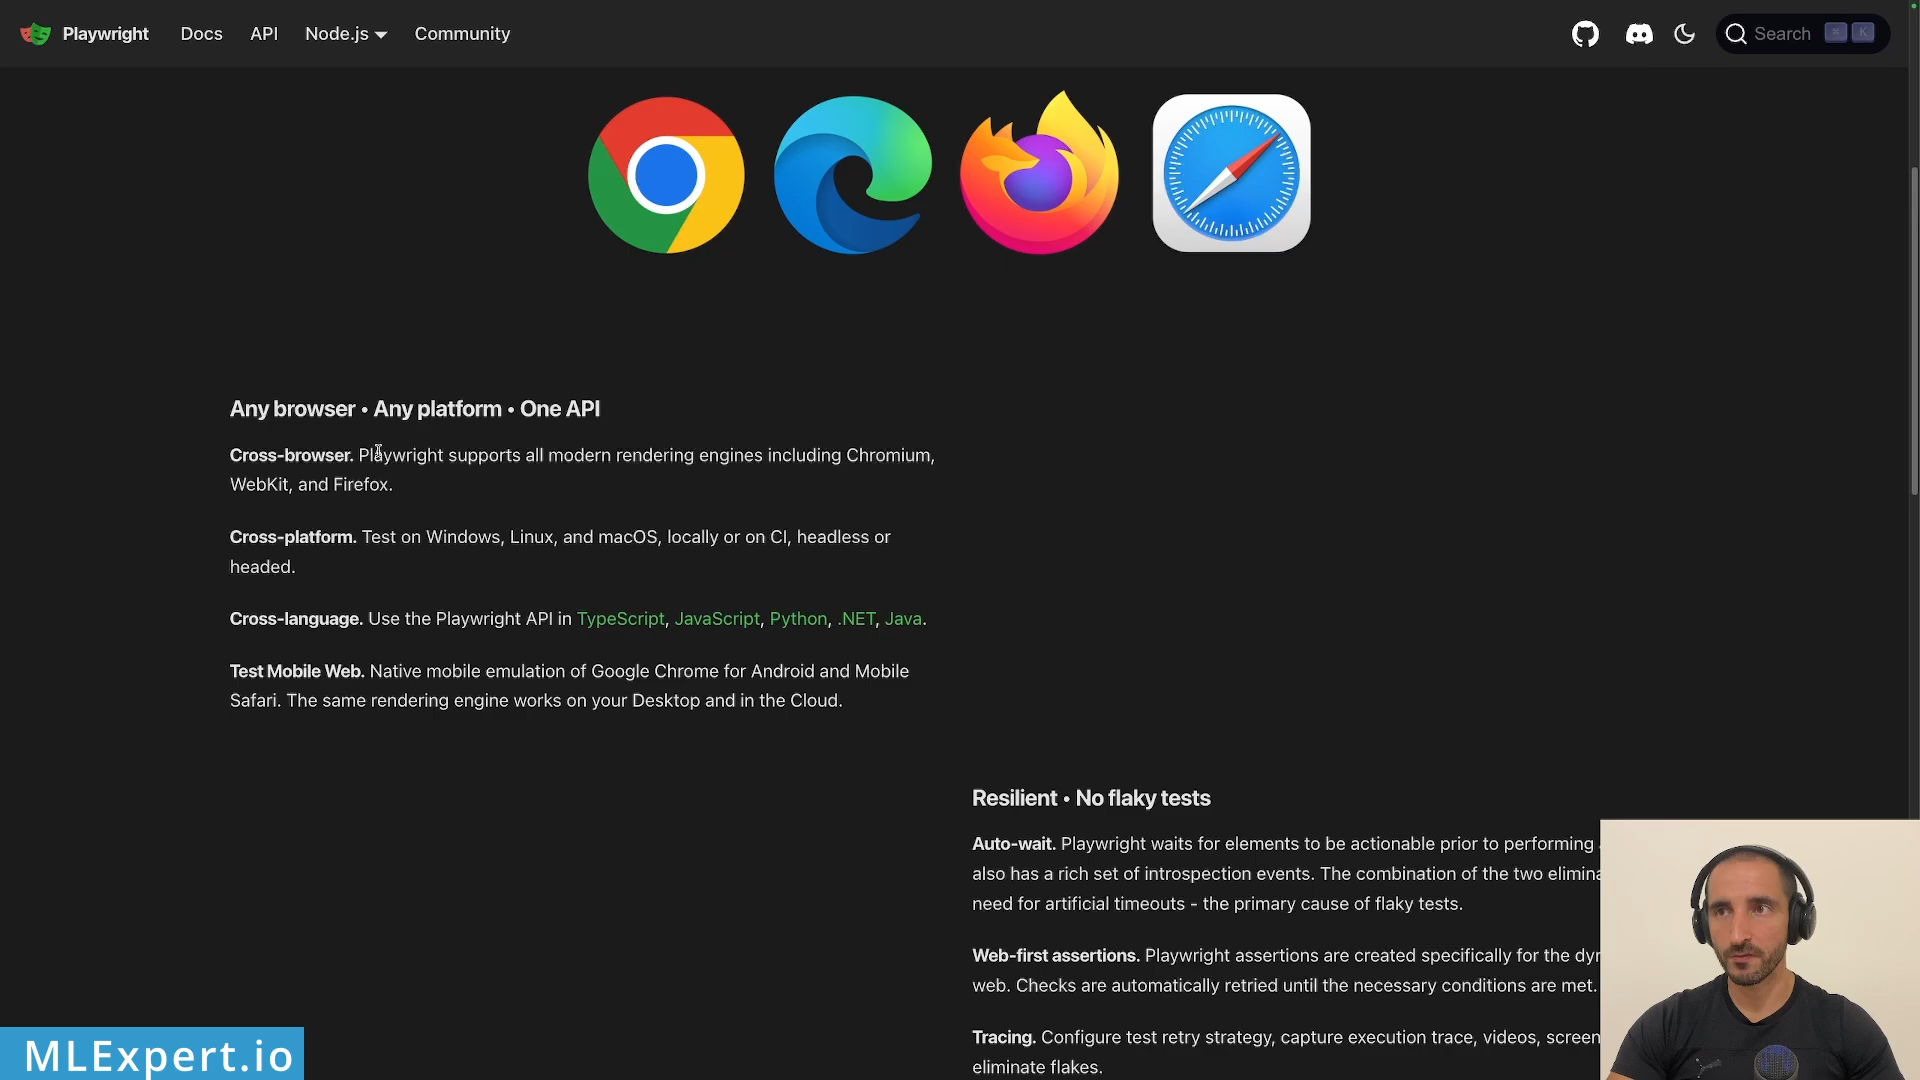 Playwright Docs API Node.js Community Search ⌘ K
Any browser • Any platform • One API
Cross-browser. Playwright supports all modern rendering engines including Chromium,
WebKit, and Firefox.
Cross-platform. Test on Windows, Linux, and macOS, locally or on CI, headless or
headed.
Cross-language. Use the Playwright API in TypeScript, JavaScript, Python, .NET, Java.
Test Mobile Web. Native mobile emulation of Google Chrome for Android and Mobile
Safari. The same rendering engine works on your Desktop and in the Cloud.
Resilient • No flaky tests
Auto-wait. Playwright waits for elements to be actionable prior to performing
also has a rich set of introspection events. The combination of the two elimina
need for artificial timeouts - the primary cause of flaky tests.
Web-first assertions. Playwright assertions are created specifically for the dyn
web. Checks are automatically retried until the necessary conditions are met.
Tracing. Configure test retry strategy, capture execution trace, videos, screen
eliminate flakes.
MLExpert.io